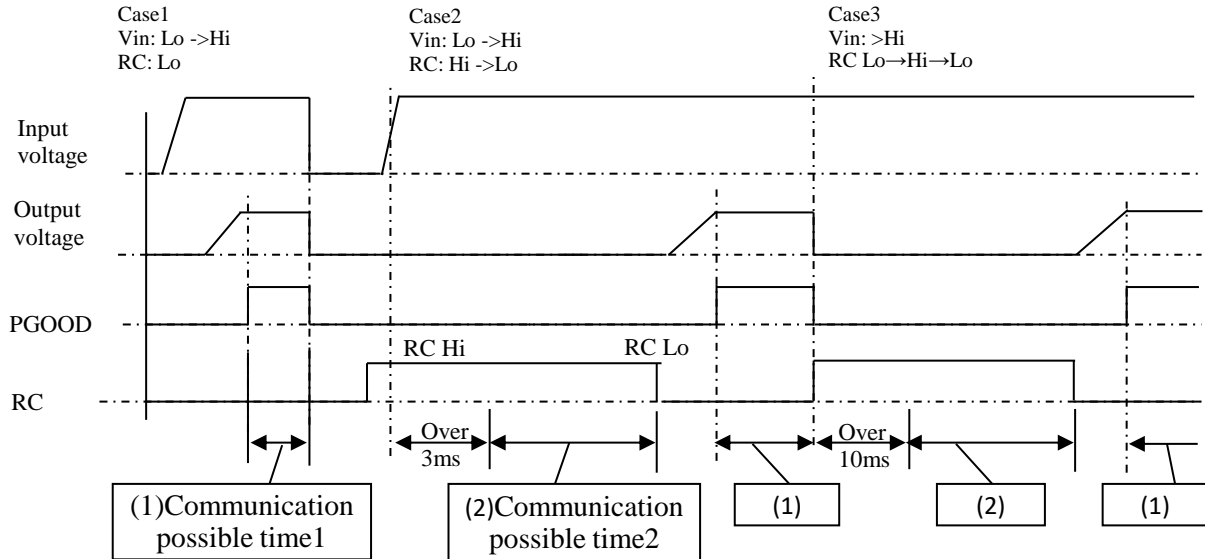 Case1
Vin: Lo ->Hi
RC: Lo
Case2
Vin: Lo ->Hi
RC: Hi ->Lo
Case3
Vin: >Hi
RC Lo→Hi→Lo
Input
voltage
Output
voltage
PGOOD
RC
RC Hi
RC Lo
Over
3ms
Over
10ms
(1)Communication
possible time1
(2)Communication
possible time2
(1)
(2)
(1)